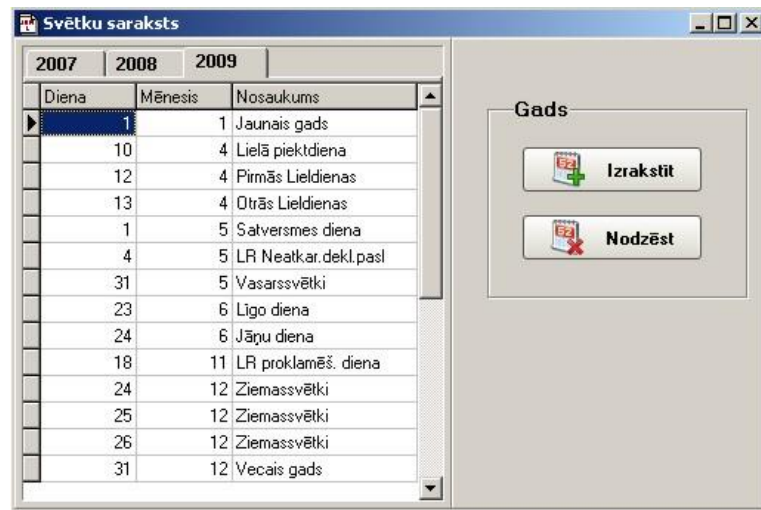 Svētku saraksts
2007 2008 2009
Diena Mēnesis Nosaukums
1 1 Jaunais gads
10 4 Lielā piektdiena
12 4 Pirmās Lieldienas
13 4 Otrās Lieldienas
1 5 Satversmes diena
4 5 LR Neatkar.dekl.pasl
31 5 Vasarssvētki
23 6 Līgo diena
24 6 Jāņu diena
18 11 LR proklamēš. diena
24 12 Ziemassvētki
25 12 Ziemassvētki
26 12 Ziemassvētki
31 12 Vecais gads
Gads
52 Izrakstīt
52 Nodzēst